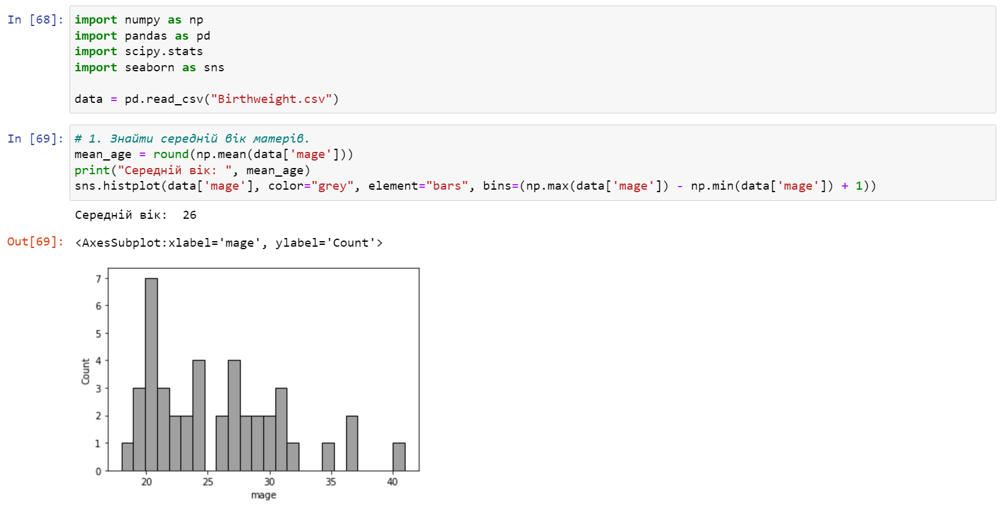 In [68]:
import numpy as np
import pandas as pd
import scipy.stats
import seaborn as sns
data = pd.read_csv("Birthweight.csv")
In [69]:
# 1. Знайти середній вік матерів.
mean_age = round(np.mean(data['mage']))
print("Середній вік: ", mean_age)
sns.histplot(data['mage'], color="grey", element="bars", bins=(np.max(data['mage']) - np.min(data['mage']) + 1))
Середній вік:  26
Out[69]:
<AxesSubplot:xlabel='mage', ylabel='Count'>
7
6
5
4
3
2
1
0
Count
20 25 30 35 40
mage